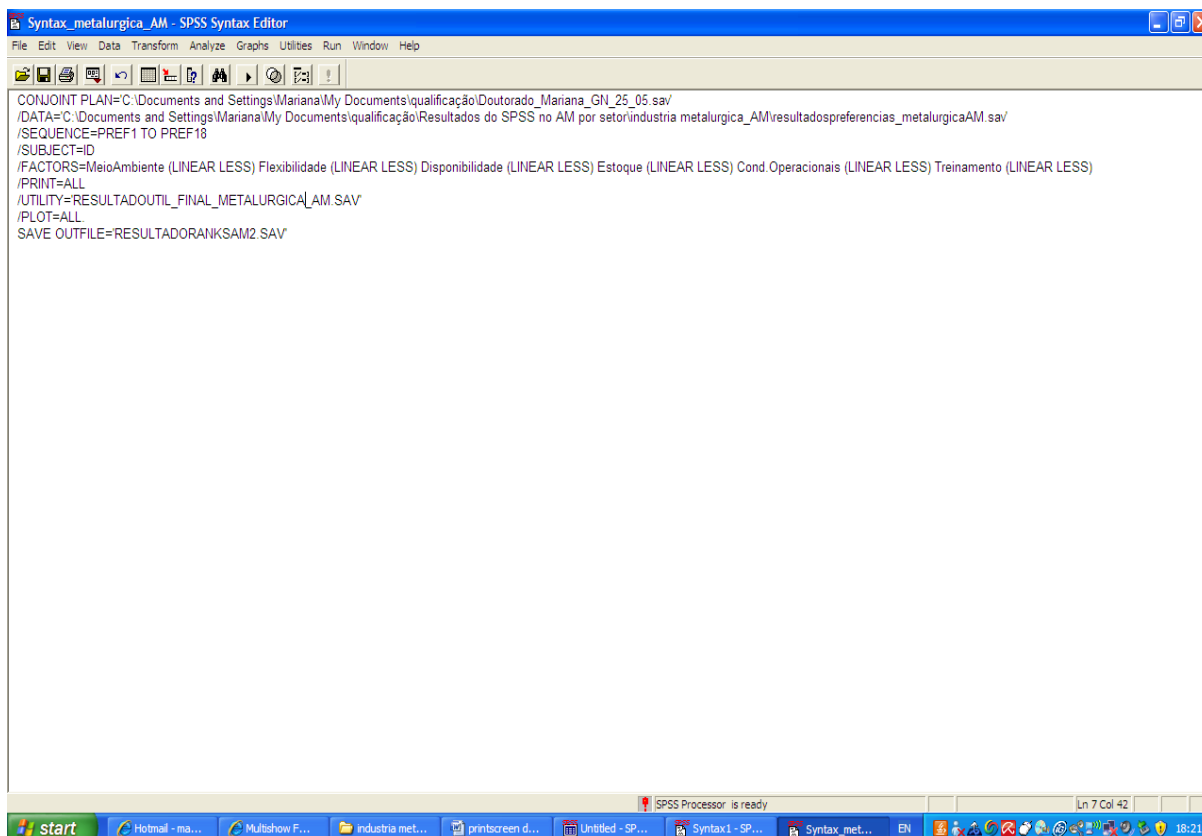 Syntax_metalurgica_AM - SPSS Syntax Editor
File Edit View Data Transform Analyze Graphs Utilities Run Window Help
CONJOINT PLAN='C:\Documents and Settings\Mariana\My Documents\qualificação\Doutorado_Mariana_GN_25_05.sav'
/DATA='C:\Documents and Settings\Mariana\My Documents\qualificação\Resultados do SPSS no AM por setor\industria metalurgica_AM\resultadospreferencias_metalurgicaAM.sav'
/SEQUENCE=PREF1 TO PREF18
/SUBJECT=ID
/FACTORS=MeioAmbiente (LINEAR LESS) Flexibilidade (LINEAR LESS) Disponibilidade (LINEAR LESS) Estoque (LINEAR LESS) Cond.Operacionais (LINEAR LESS) Treinamento (LINEAR LESS)
/PRINT=ALL
/UTILITY='RESULTADOUTIL_FINAL_METALURGICA_AM.SAV'
/PLOT=ALL.
SAVE OUTFILE='RESULTADORANKSAM2.SAV'
SPSS Processor is ready
Ln 7 Col 42
start Hotmail - ma... Multishow F... industria met... printscreen d... Untitled - SP... Syntax1 - SP... Syntax_met... EN